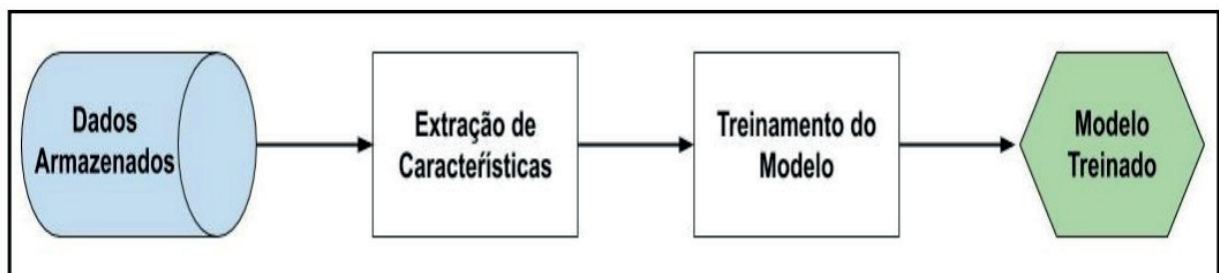 Dados
Armazenados
Extração de
Características
Treinamento do
Modelo
Modelo
Treinado